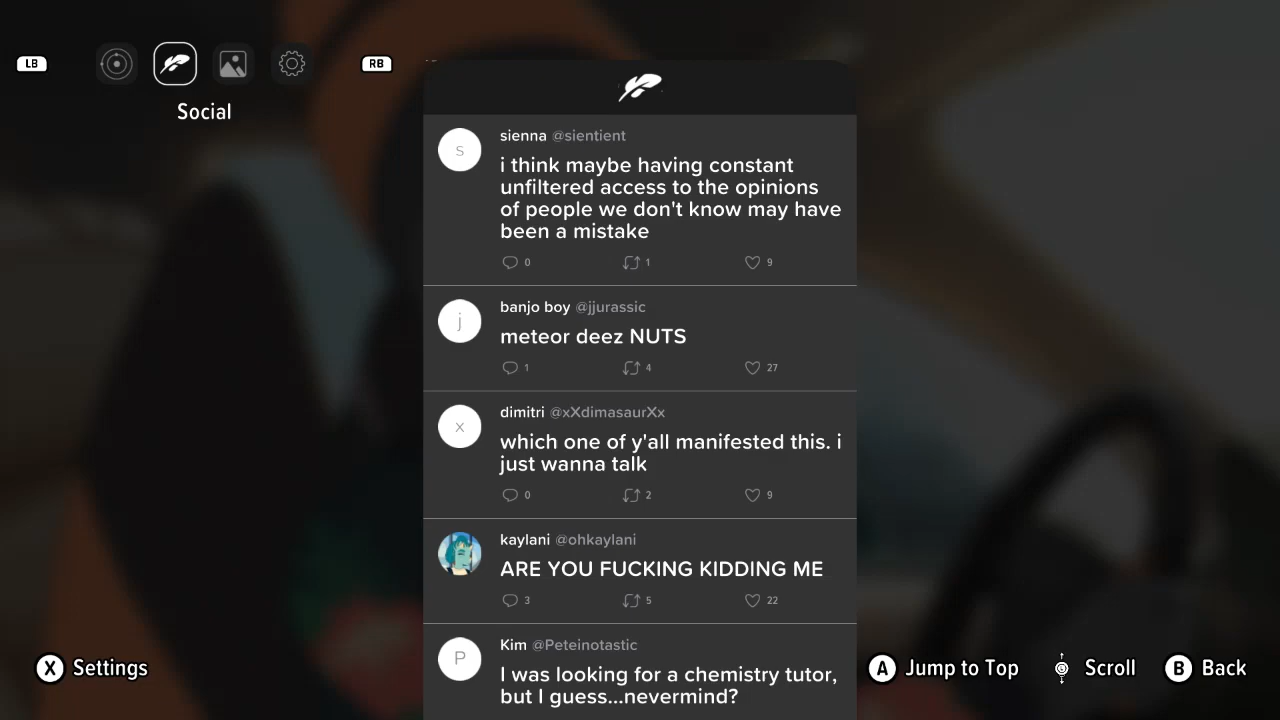 LB
RB
Social
s
sienna @sientient
i think maybe having constant
unfiltered access to the opinions
of people we don't know may have
been a mistake
0 1 9
j
banjo boy @jjurassic
meteor deez NUTS
1 4 27
x
dimitri @xXdimasaurXx
which one of y'all manifested this. i
just wanna talk
0 2 9
kaylani @ohkaylani
ARE YOU FUCKING KIDDING ME
3 5 22
P
Kim @Peteinotastic
I was looking for a chemistry tutor,
but I guess...nevermind?
X Settings
A Jump to Top
Scroll
B Back